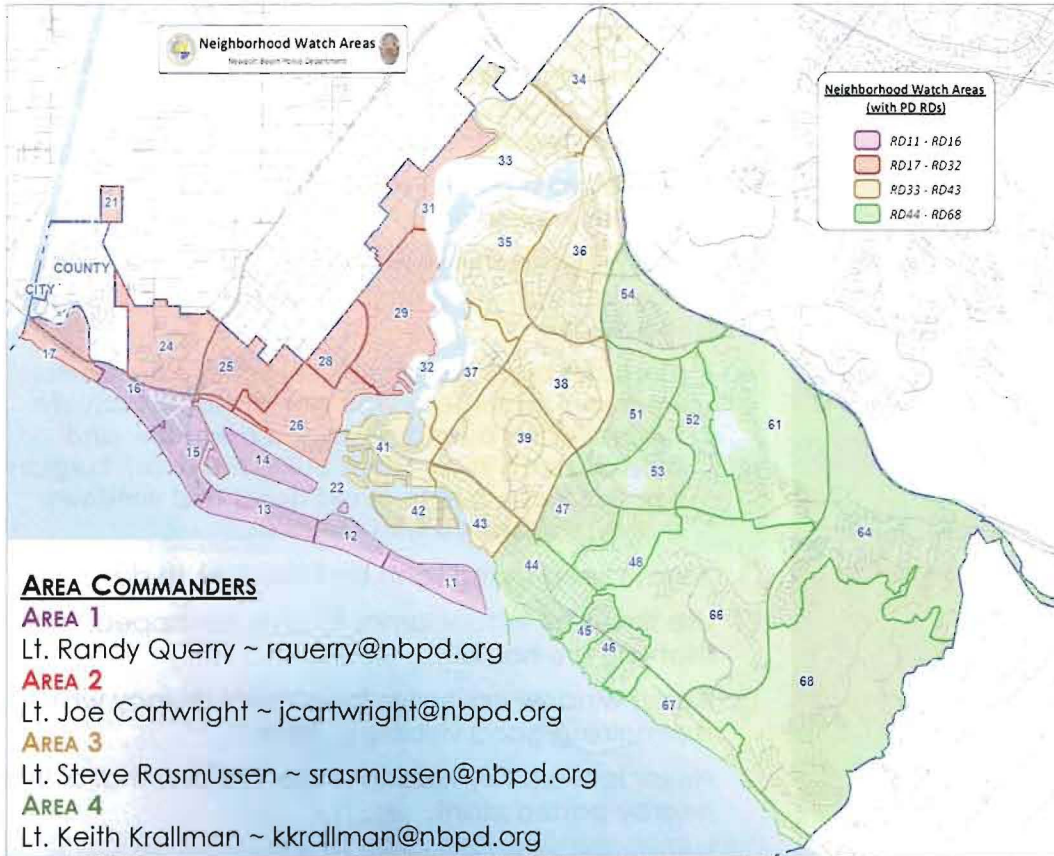 Neighborhood Watch Areas
Newport Beach Police Department
Neighborhood Watch Areas
(with PD RDs)
RD11 - RD16
RD17 - RD32
RD33 - RD43
RD44 - RD68
34
33
21
31
35
36
COUNTY
CITY
54
29
17
24
25
28
32
37
16
38
51
52
61
26
39
41
15
14
53
22
42
47
13
43
64
12
44
48
11
66
45
46
68
67
AREA COMMANDERS
AREA 1
Lt. Randy Querry ~ rquerry@nbpd.org
AREA 2
Lt. Joe Cartwright ~ jcartwright@nbpd.org
AREA 3
Lt. Steve Rasmussen ~ srasmussen@nbpd.org
AREA 4
Lt. Keith Krallman ~ kkrallman@nbpd.org